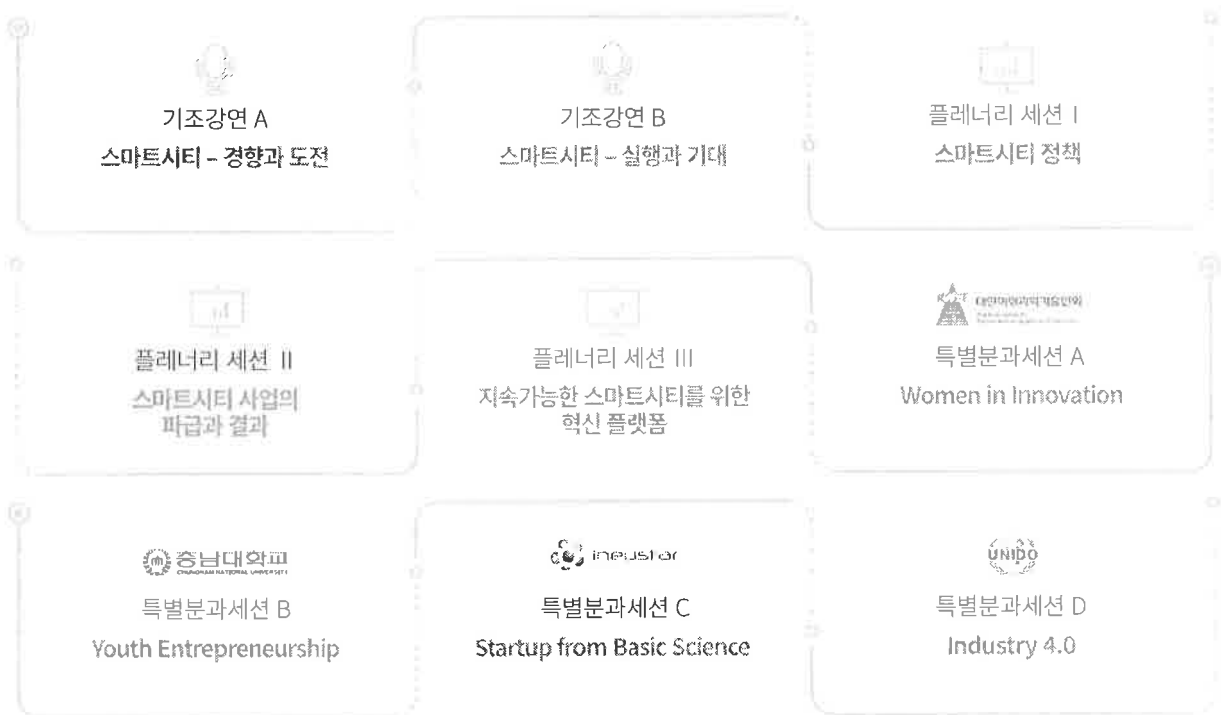 기조강연 A
스마트시티 – 경향과 도전
기조강연 B
스마트시티 – 실행과 기대
플레너리 세션 I
스마트시티 정책
플레너리 세션 II
스마트시티 사업의
파급과 결과
플레너리 세션 III
지속가능한 스마트시티를 위한
혁신 플랫폼
특별분과세션 A
Women in Innovation
충남대학교
CHUNGNAM NATIONAL UNIVERSITY
특별분과세션 B
Youth Entrepreneurship
특별분과세션 C
Startup from Basic Science
UNIDO
특별분과세션 D
Industry 4.0